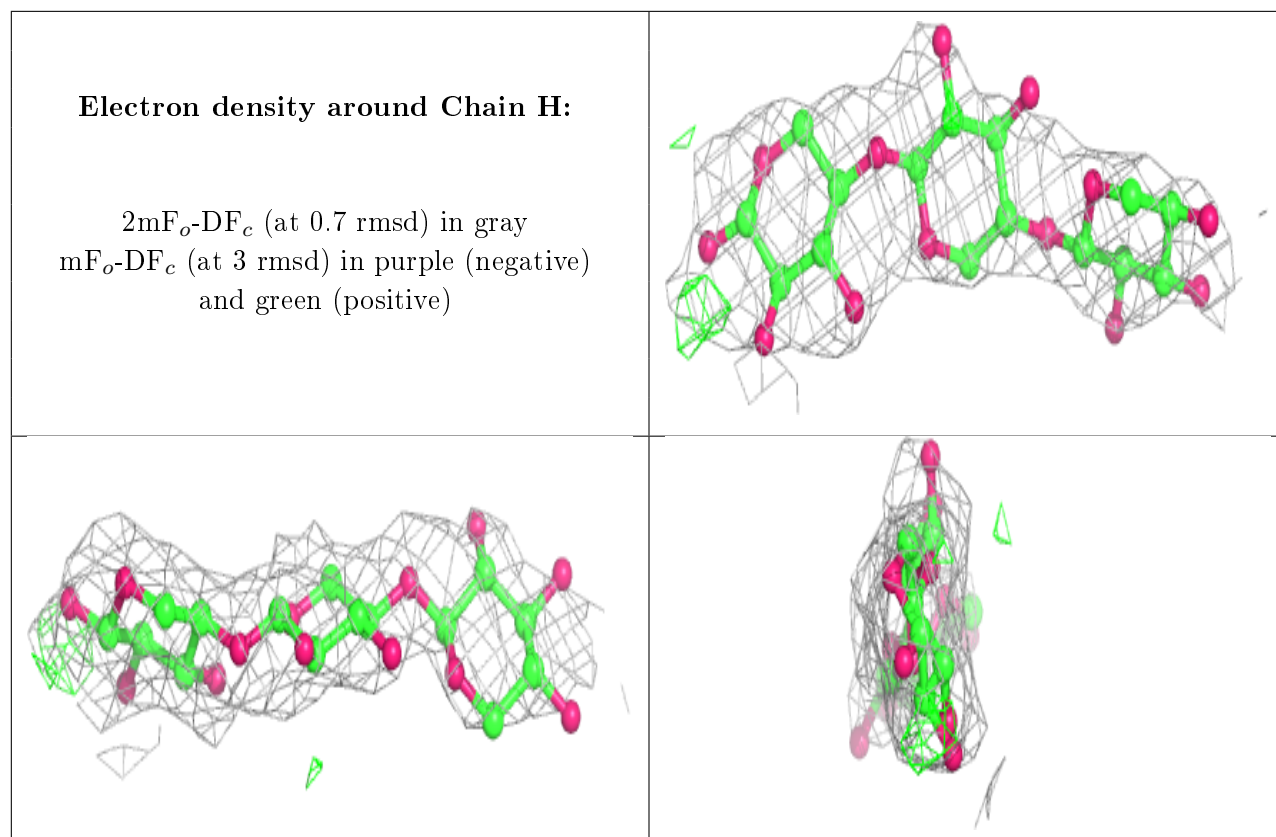 Electron density around Chain H:
2mFo-DFc (at 0.7 rmsd) in gray
mFo-DFc (at 3 rmsd) in purple (negative)
and green (positive)